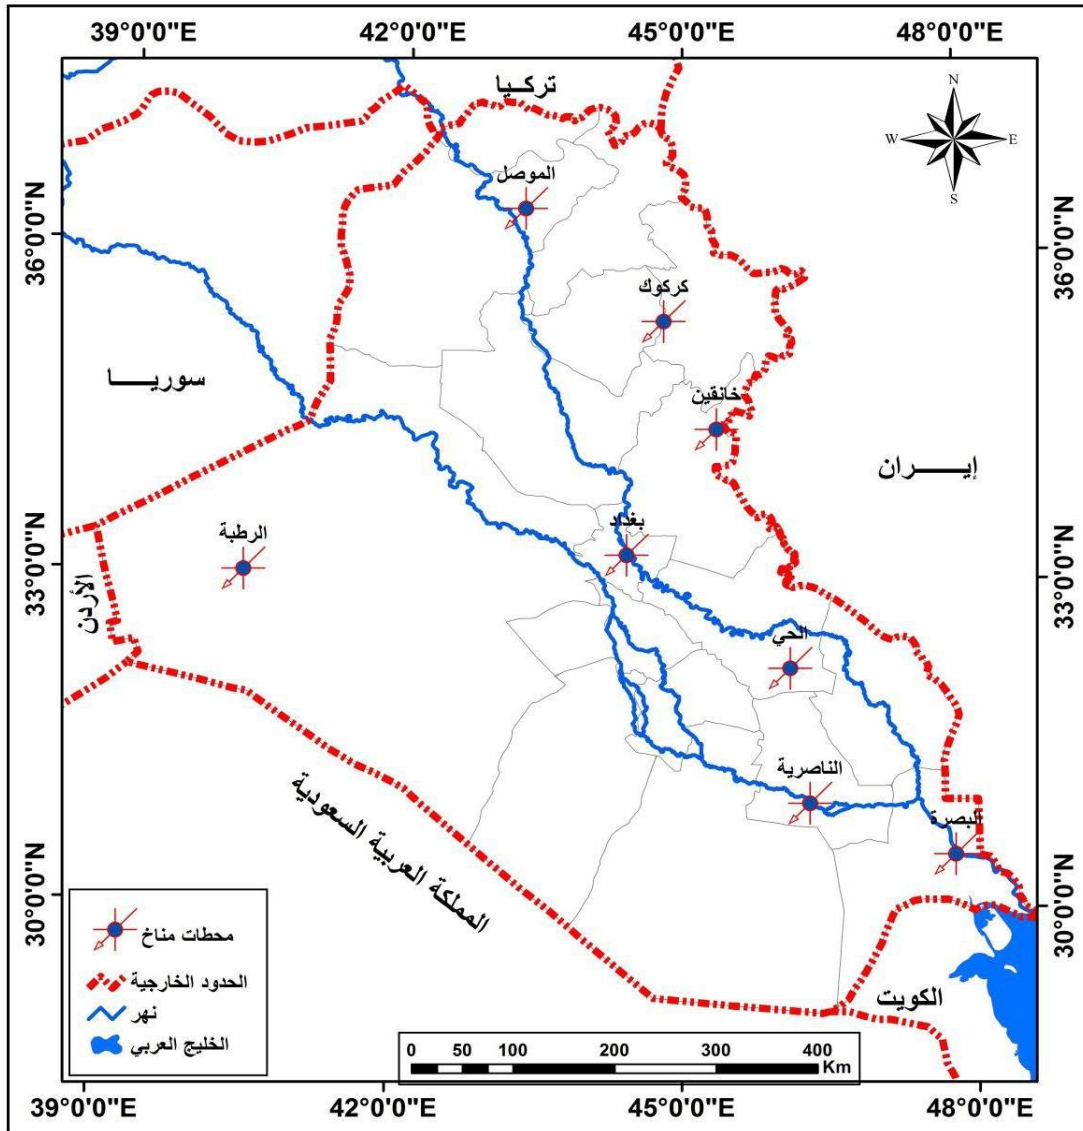 39°0'0"E 42°0'0"E 45°0'0"E 48°0'0"E
N
W E
S
تركـيا
الموصل
36°0'0"N 36°0'0"N
كركوك
سوريـــــا
خانقين
إيـــــران
بغداد
الرطبة
33°0'0"N 33°0'0"N
الأردن
الحي
الناصرية
البصرة
المملكة العربية السعودية
30°0'0"N 30°0'0"N
الكويت
محطات مناخ
الحدود الخارجية
نهر
الخليج العربي
0 50 100 200 300 400
Km
39°0'0"E 42°0'0"E 45°0'0"E 48°0'0"E